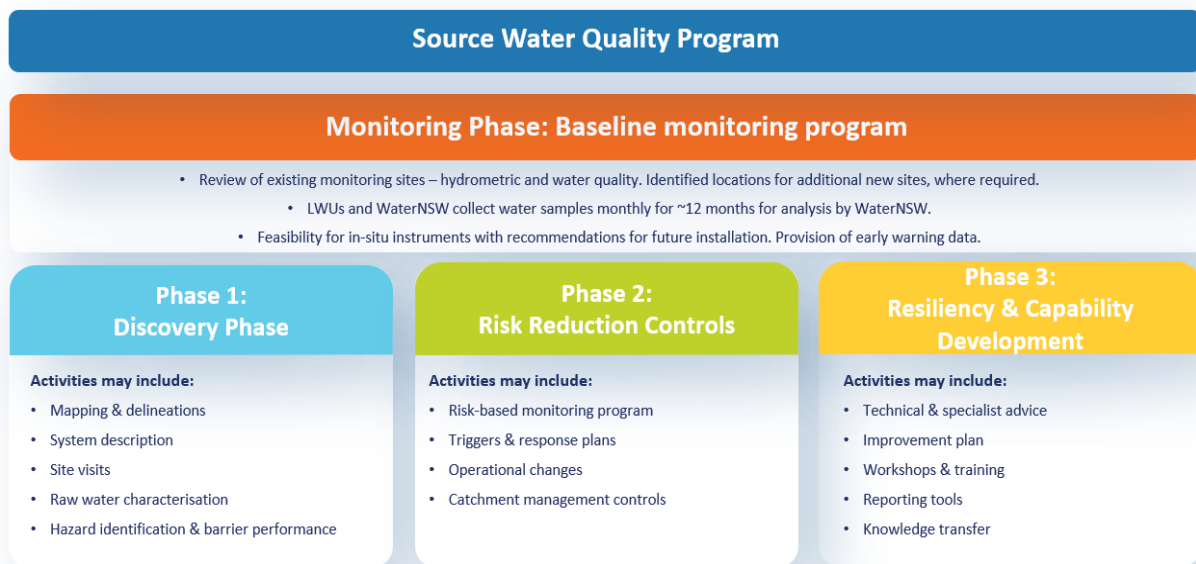 Source Water Quality Program
Monitoring Phase: Baseline monitoring program
• Review of existing monitoring sites – hydrometric and water quality. Identified locations for additional new sites, where required.
• LWUs and WaterNSW collect water samples monthly for ~12 months for analysis by WaterNSW.
• Feasibility for in-situ instruments with recommendations for future installation. Provision of early warning data.
Phase 1:
Discovery Phase
Activities may include:
• Mapping & delineations
• System description
• Site visits
• Raw water characterisation
• Hazard identification & barrier performance
Phase 2:
Risk Reduction Controls
Activities may include:
• Risk-based monitoring program
• Triggers & response plans
• Operational changes
• Catchment management controls
Phase 3:
Resiliency & Capability
Development
Activities may include:
• Technical & specialist advice
• Improvement plan
• Workshops & training
• Reporting tools
• Knowledge transfer